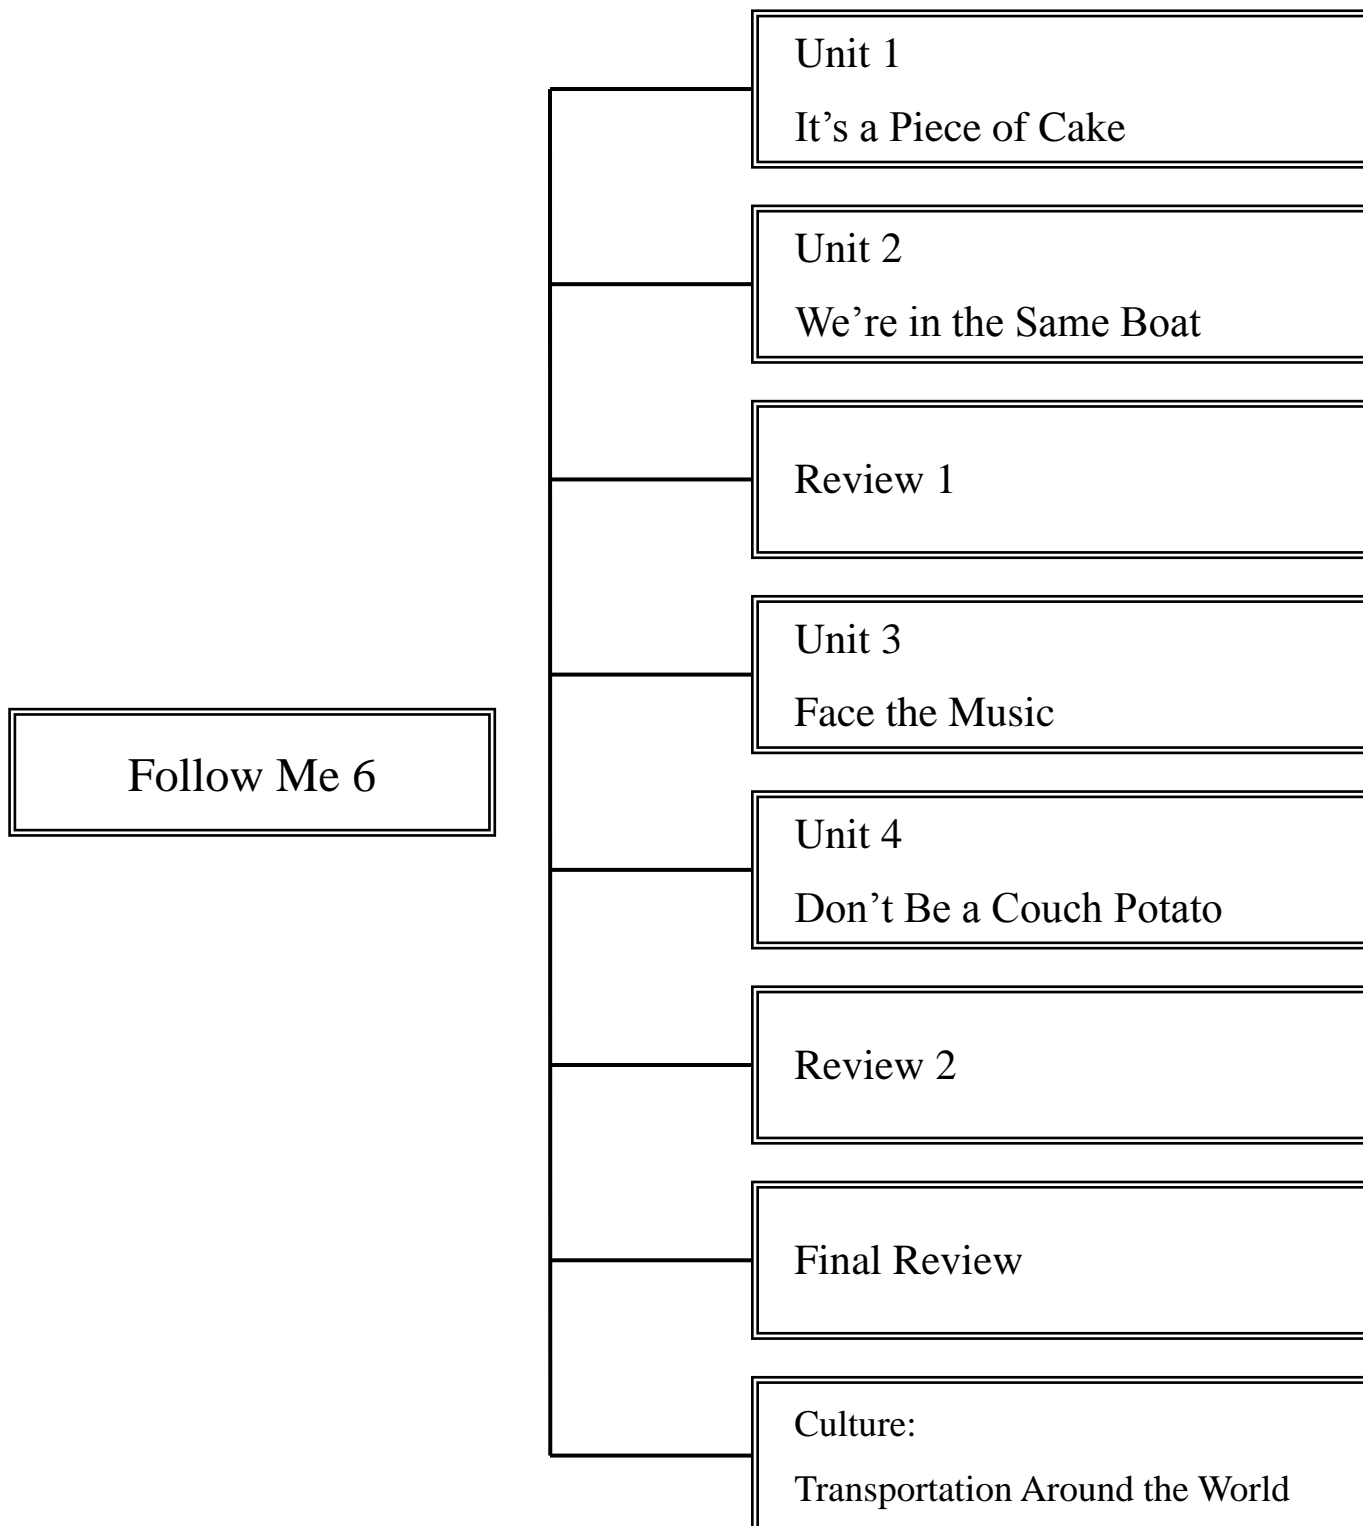 Unit 1
It’s a Piece of Cake
Unit 2
We’re in the Same Boat
Review 1
Unit 3
Face the Music
Follow Me 6
Unit 4
Don’t Be a Couch Potato
Review 2
Final Review
Culture:
Transportation Around the World